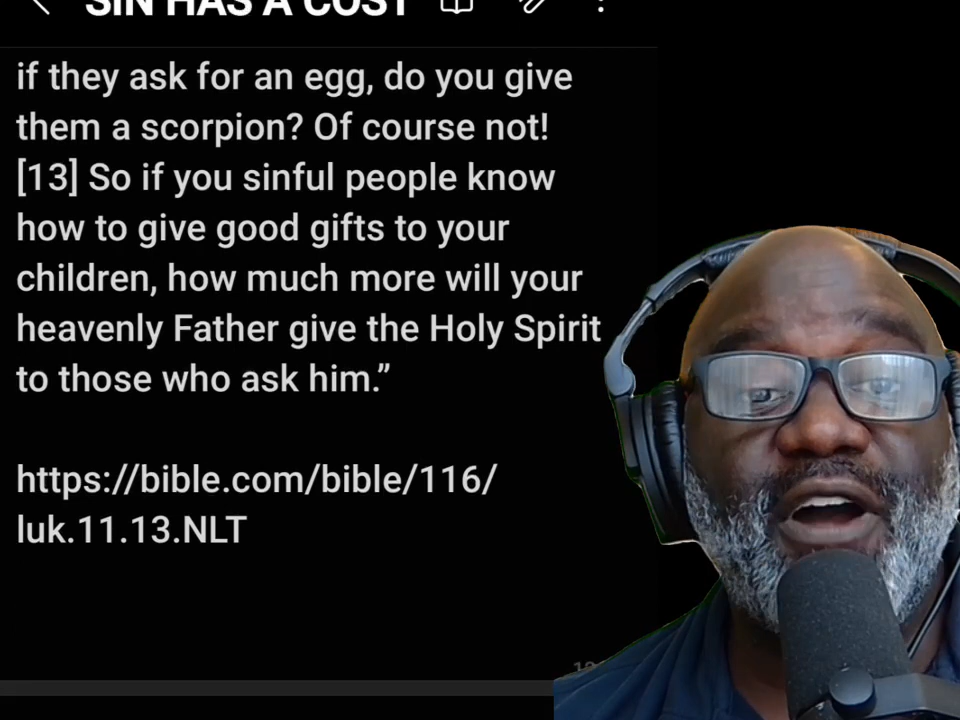 SIN HAS A COST
if they ask for an egg, do you give
them a scorpion? Of course not!
[13] So if you sinful people know
how to give good gifts to your
children, how much more will your
heavenly Father give the Holy Spirit
to those who ask him.”
https://bible.com/bible/116/
luk.11.13.NLT